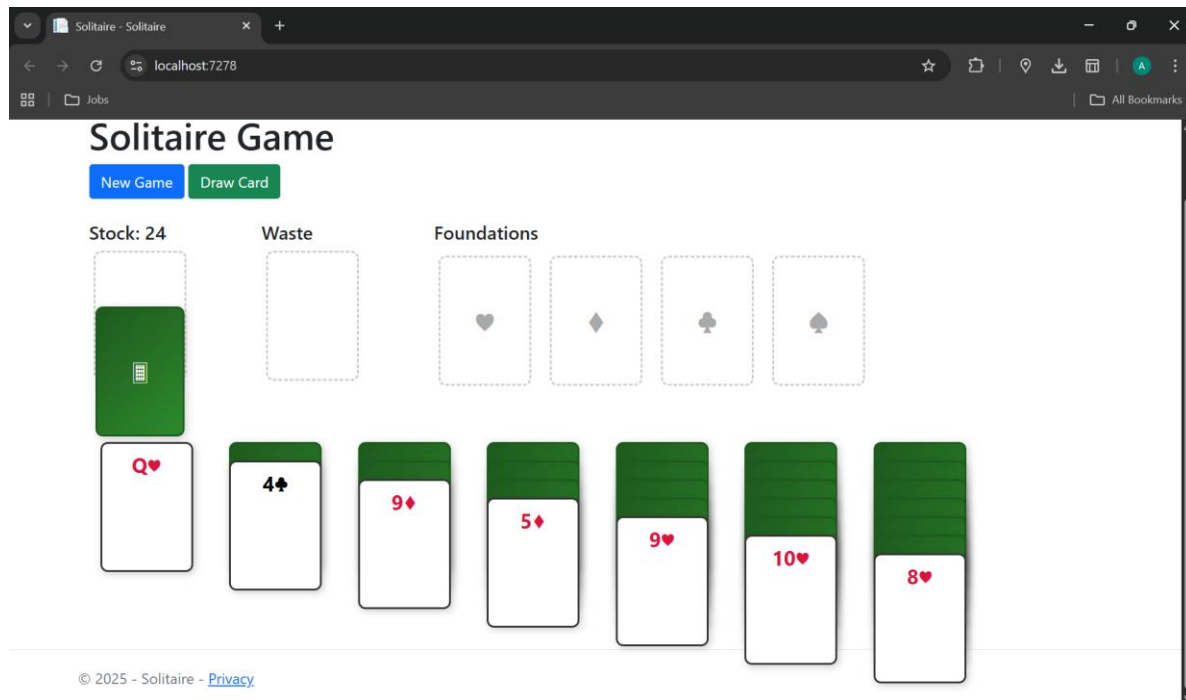 Solitaire - Solitaire
localhost:7278
A
Jobs
All Bookmarks
Solitaire Game
New Game
Draw Card
Stock: 24
Waste
Foundations
♥ ♦ ♣ ♠
Q♥
4♣
9♦
5♦
9♥
10♥
8♥
© 2025 - Solitaire - Privacy